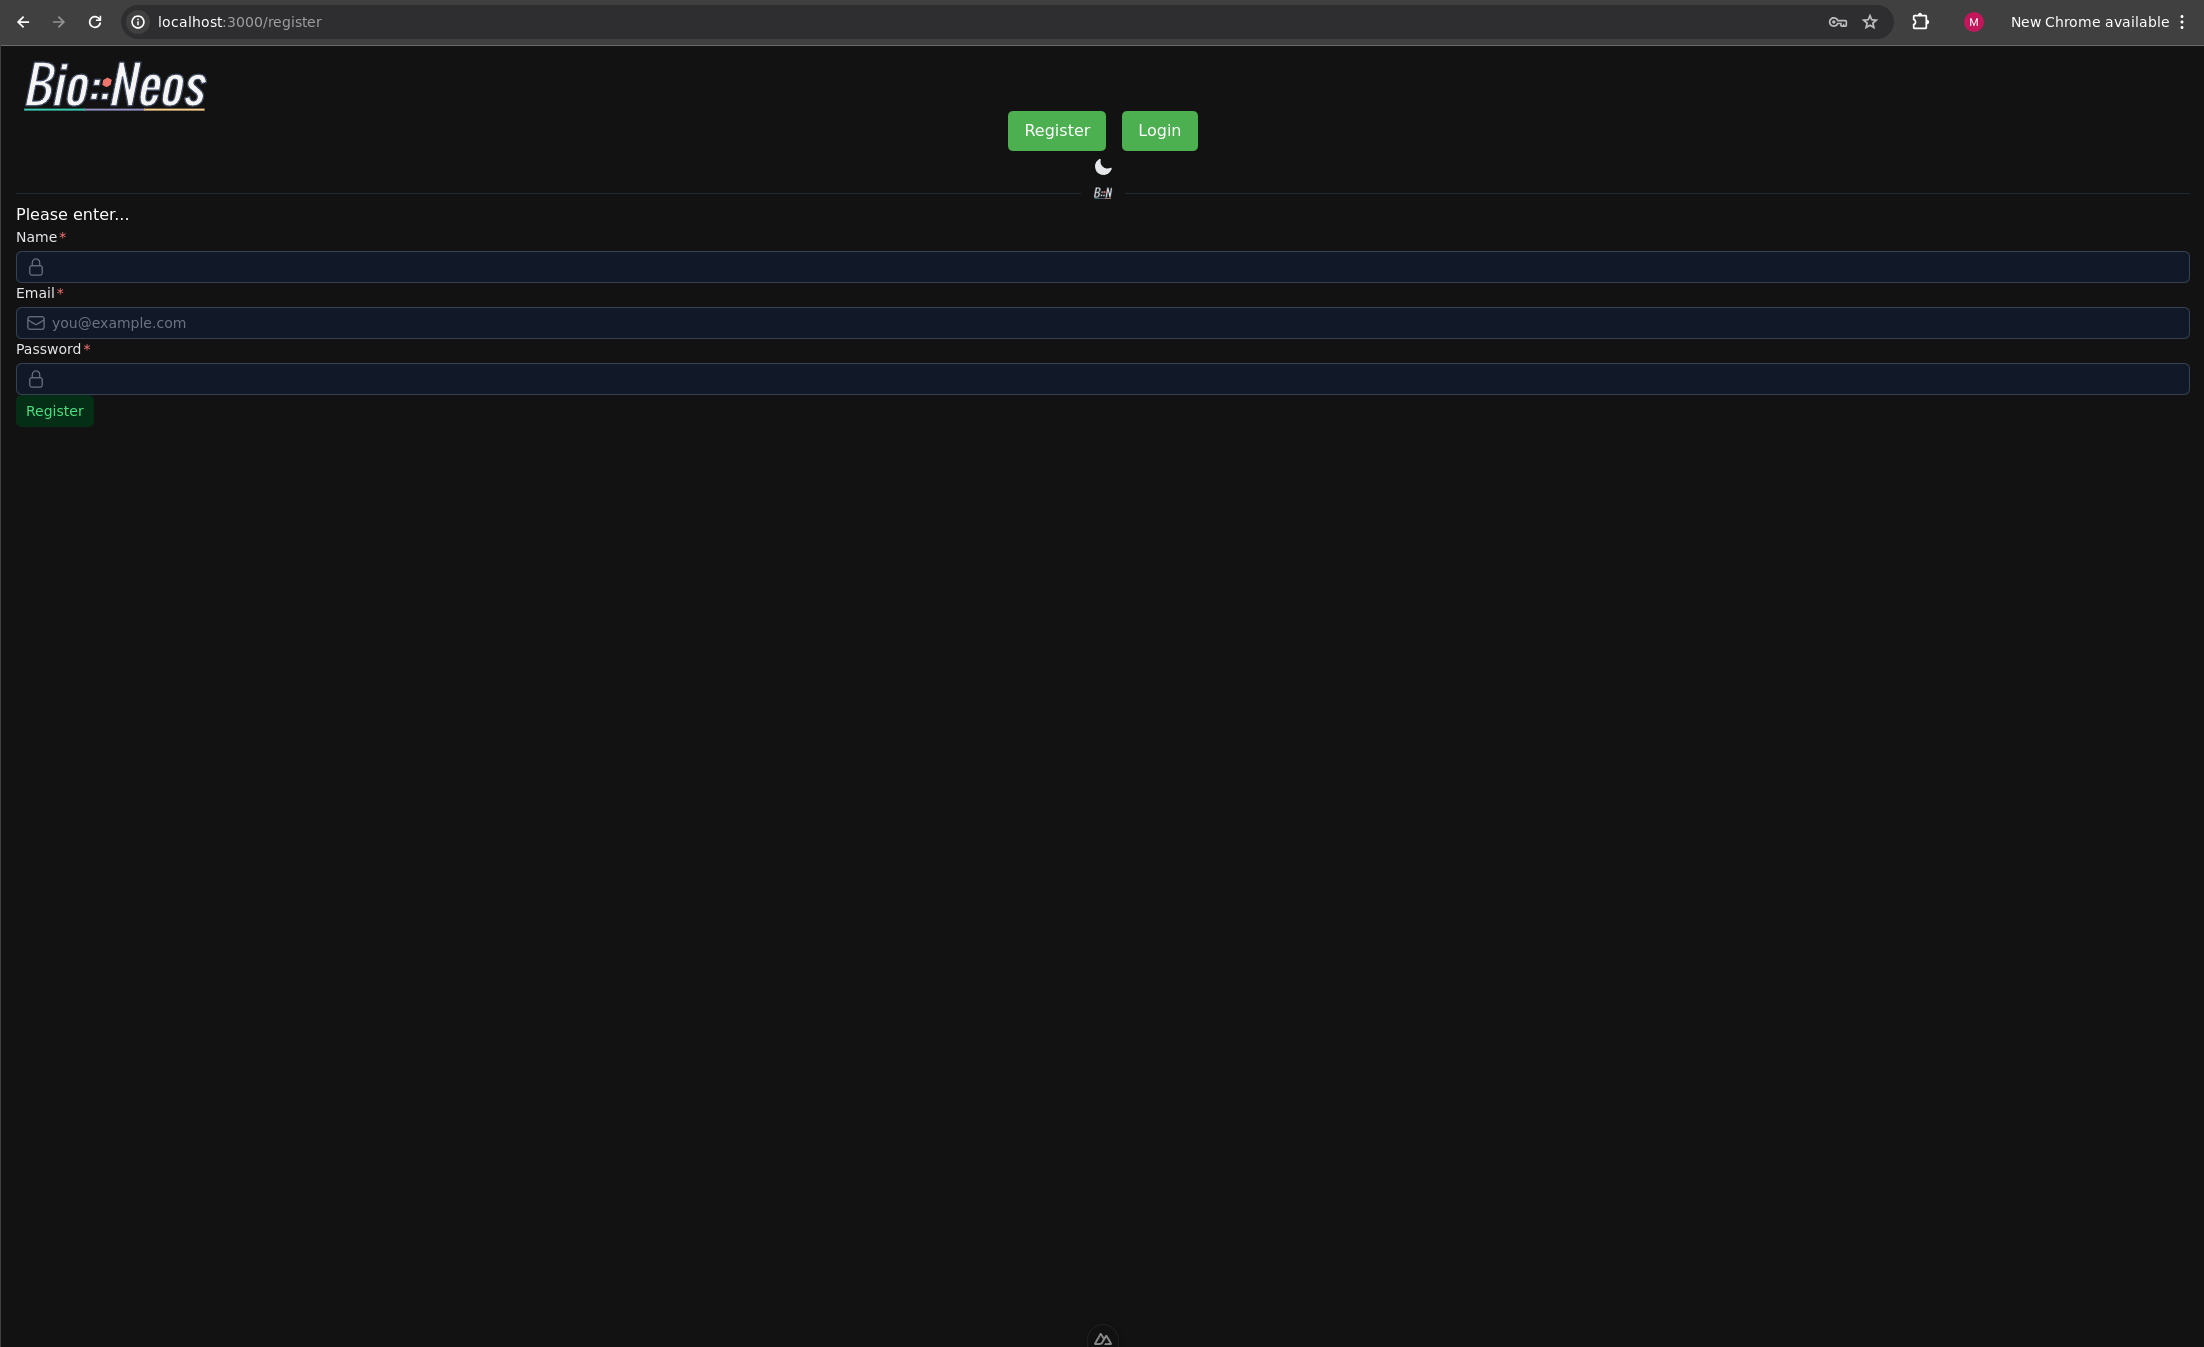 localhost:3000/register
M
New Chrome available
Bio::Neos
Register Login
B::N
Please enter...
Name*
Email*
you@example.com
Password*
Register